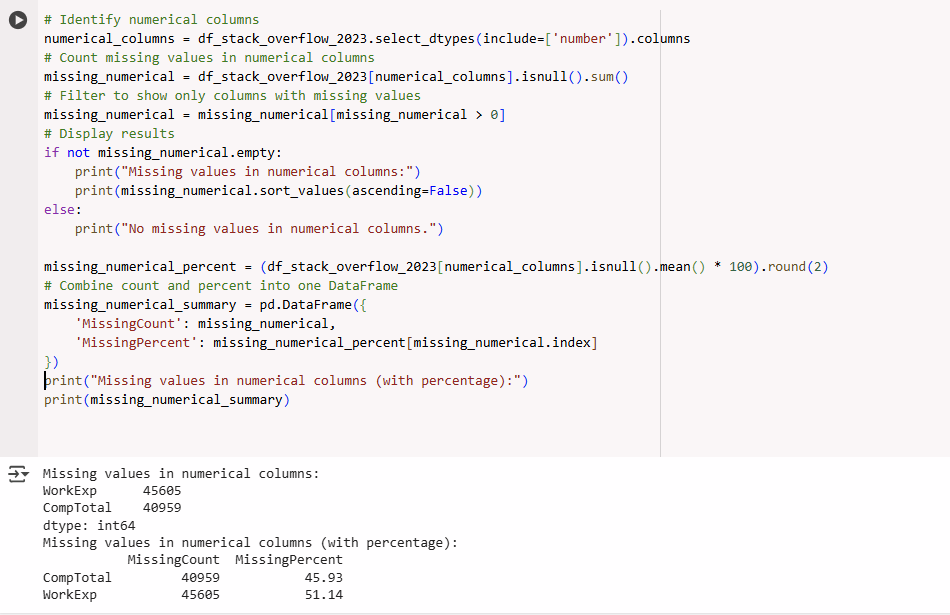 # Identify numerical columns
numerical_columns = df_stack_overflow_2023.select_dtypes(include=['number']).columns
# Count missing values in numerical columns
missing_numerical = df_stack_overflow_2023[numerical_columns].isnull().sum()
# Filter to show only columns with missing values
missing_numerical = missing_numerical[missing_numerical > 0]
# Display results
if not missing_numerical.empty:
    print("Missing values in numerical columns:")
    print(missing_numerical.sort_values(ascending=False))
else:
    print("No missing values in numerical columns.")

missing_numerical_percent = (df_stack_overflow_2023[numerical_columns].isnull().mean() * 100).round(2)
# Combine count and percent into one DataFrame
missing_numerical_summary = pd.DataFrame({
    'MissingCount': missing_numerical,
    'MissingPercent': missing_numerical_percent[missing_numerical.index]
})
print("Missing values in numerical columns (with percentage):")
print(missing_numerical_summary)
Missing values in numerical columns:
WorkExp      45605
CompTotal    40959
dtype: int64
Missing values in numerical columns (with percentage):
           MissingCount  MissingPercent
CompTotal         40959           45.93
WorkExp           45605           51.14